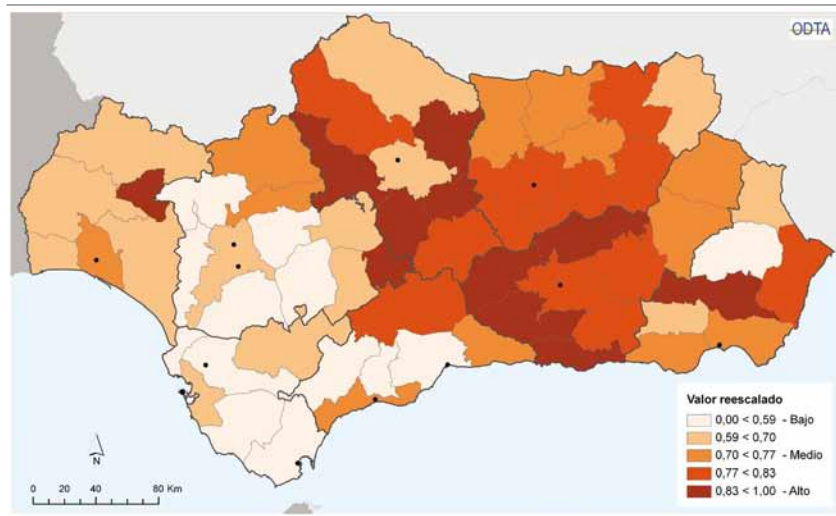 ODTA
Valor reescalado
0,00 < 0,59 - Bajo
0,59 < 0,70
0,70 < 0,77 - Medio
0,77 < 0,83
0,83 < 1,00 - Alto
N
0 20 40 80 Km